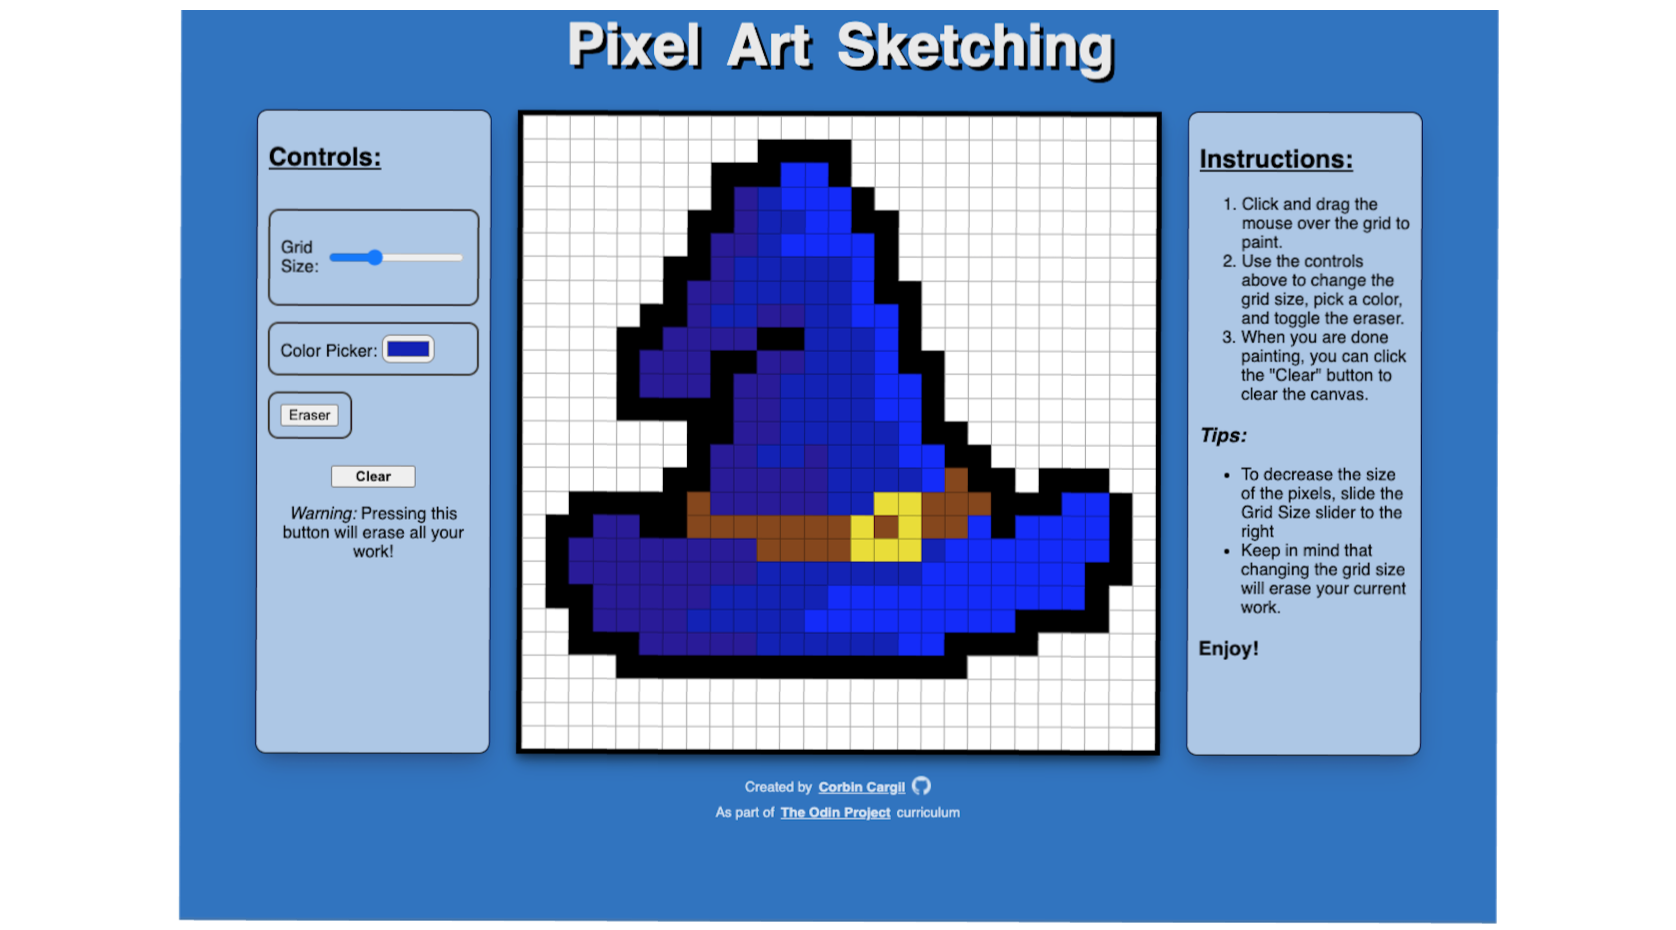 Pixel Art Sketching
Controls:
Grid
Size:
Color Picker:
Eraser
Clear
Warning: Pressing this
button will erase all your
work!
Instructions:
1. Click and drag the
mouse over the grid to
paint.
2. Use the controls
above to change the
grid size, pick a color,
and toggle the eraser.
3. When you are done
painting, you can click
the "Clear" button to
clear the canvas.
Tips:
• To decrease the size
of the pixels, slide the
Grid Size slider to the
right
• Keep in mind that
changing the grid size
will erase your current
work.
Enjoy!
Created by Corbin Cargil
As part of The Odin Project curriculum